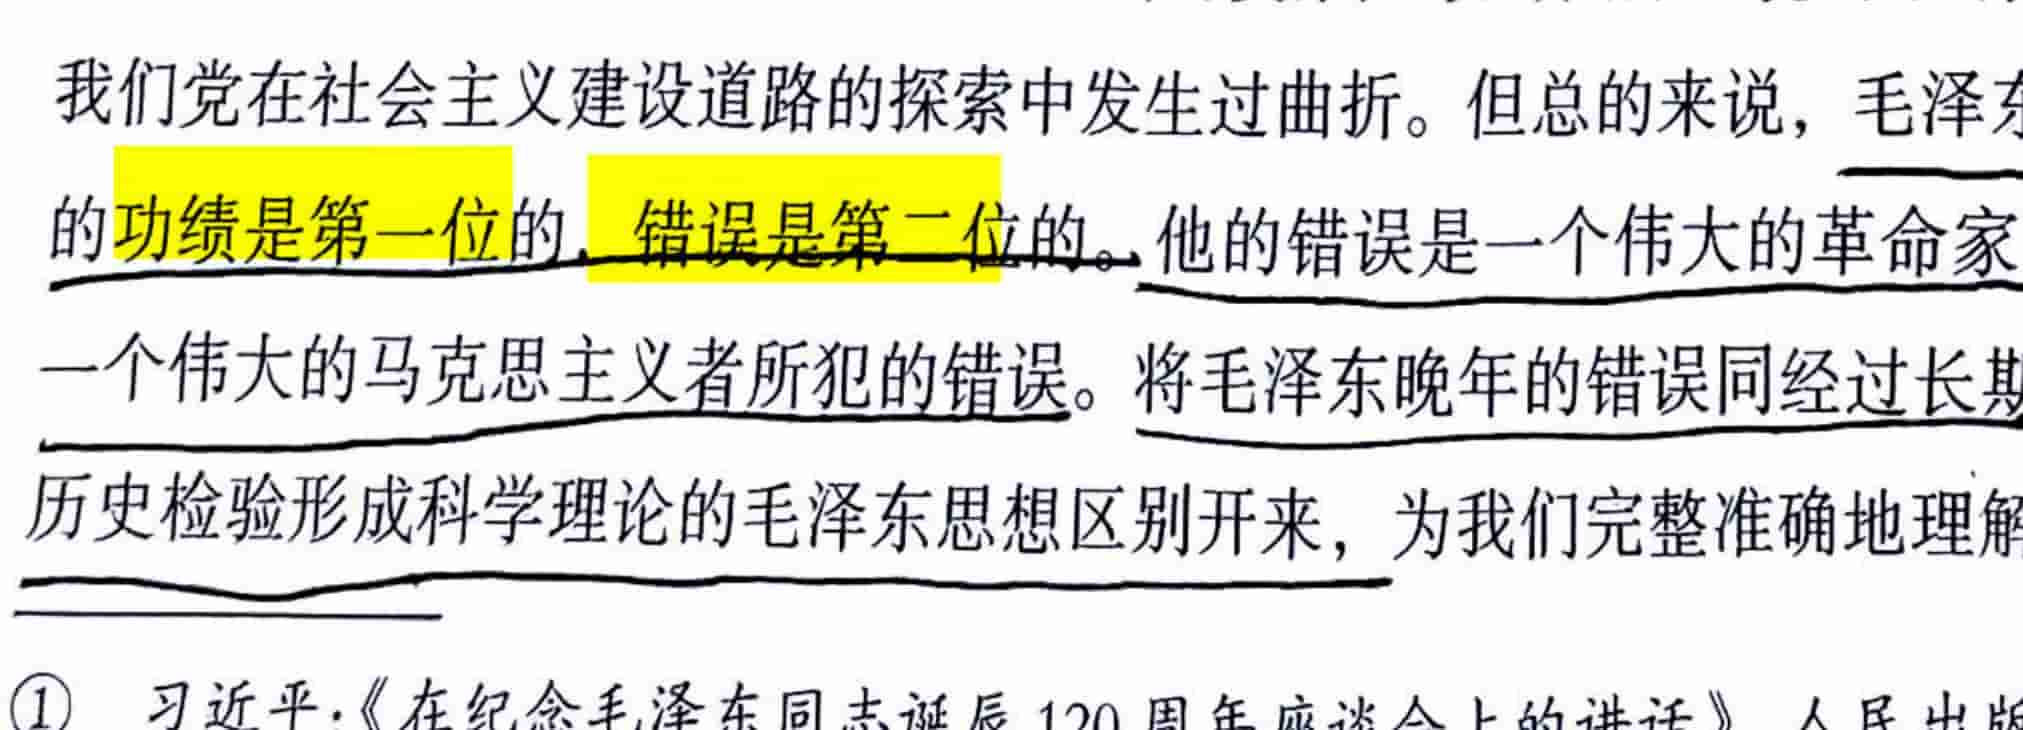 我们党在社会主义建设道路的探索中发生过曲折。但总的来说，毛泽东
的功绩是第一位的，错误是第二位的。他的错误是一个伟大的革命家
一个伟大的马克思主义者所犯的错误。将毛泽东晚年的错误同经过长期
历史检验形成科学理论的毛泽东思想区别开来，为我们完整准确地理解
① 习近平:《在纪念毛泽东同志诞辰120周年座谈会上的讲话》 人民出版